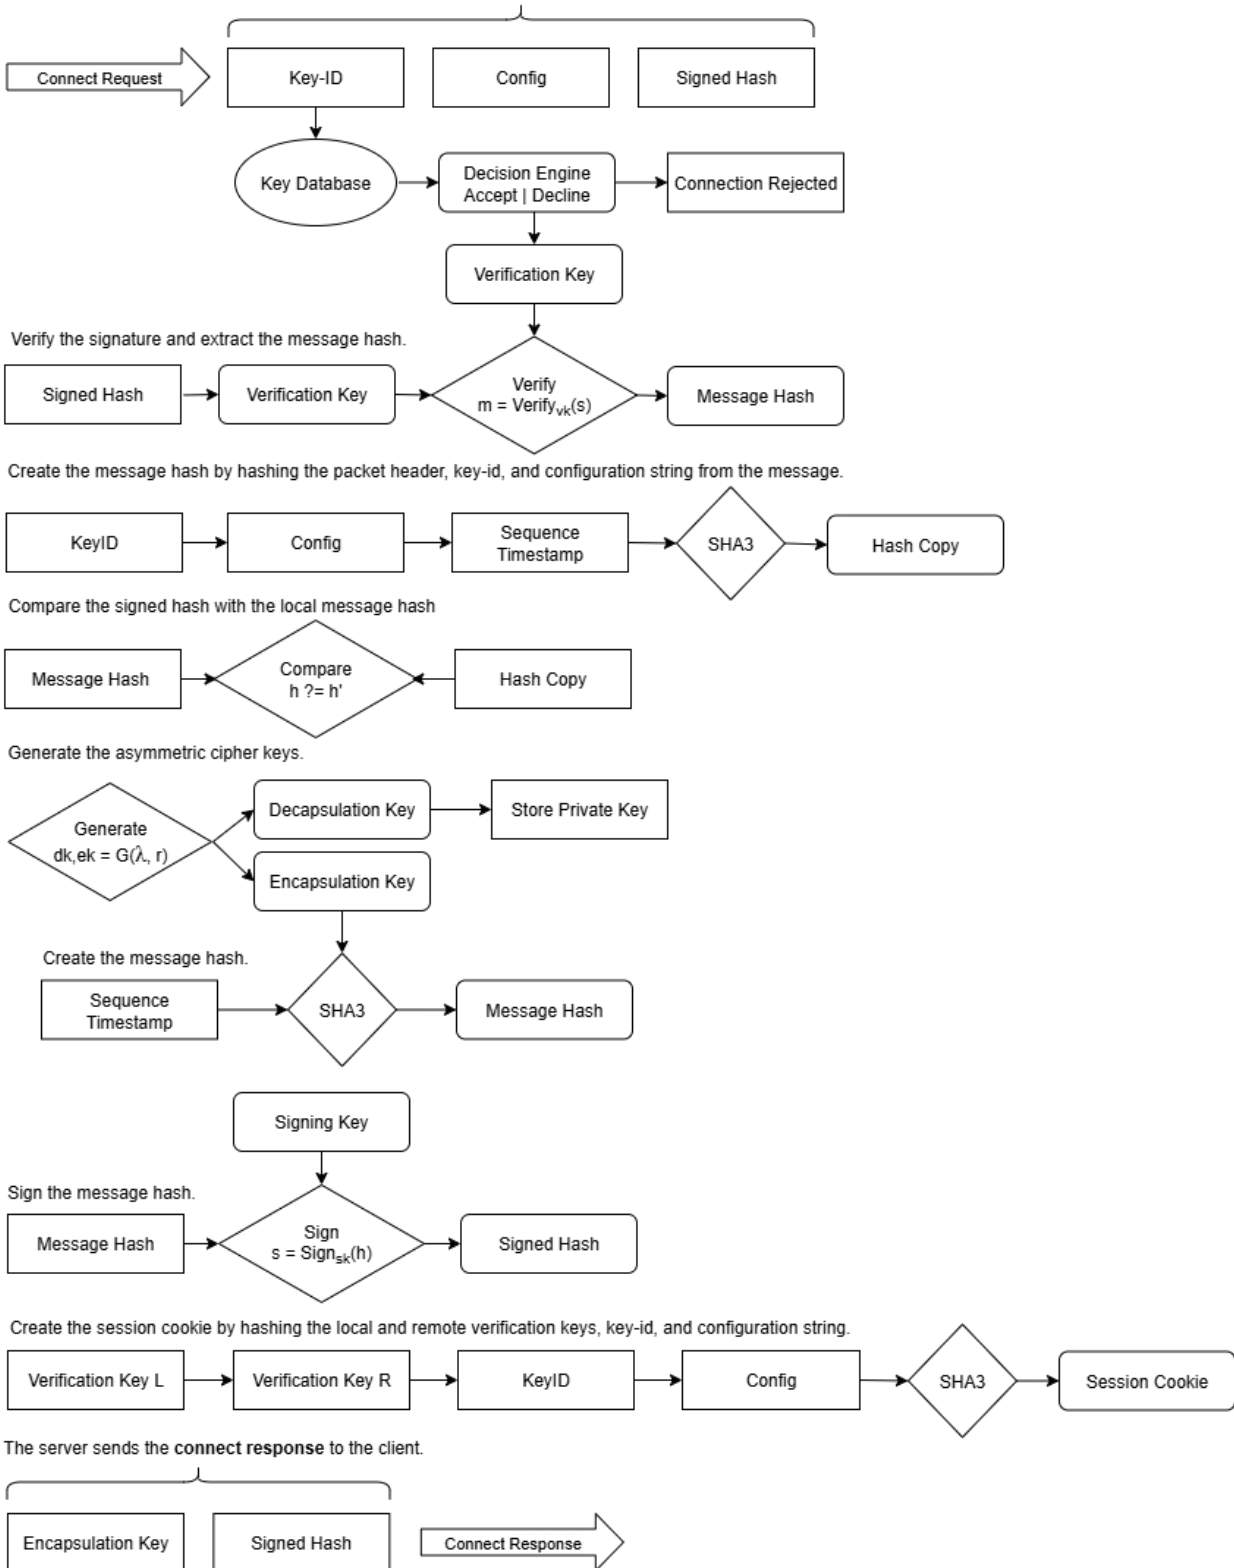 Connect Request
Key-ID
Config
Signed Hash
Key Database
Decision Engine
Accept | Decline
Connection Rejected
Verification Key
Verify the signature and extract the message hash.
Signed Hash
Verification Key
Verify
m = Verifyvk(s)
Message Hash
Create the message hash by hashing the packet header, key-id, and configuration string from the message.
KeyID
Config
Sequence
Timestamp
SHA3
Hash Copy
Compare the signed hash with the local message hash
Message Hash
Compare
h ?= h'
Hash Copy
Generate the asymmetric cipher keys.
Generate
dk,ek = G(λ, r)
Decapsulation Key
Store Private Key
Encapsulation Key
Create the message hash.
Sequence
Timestamp
SHA3
Message Hash
Signing Key
Sign the message hash.
Message Hash
Sign
s = Signsk(h)
Signed Hash
Create the session cookie by hashing the local and remote verification keys, key-id, and configuration string.
Verification Key L
Verification Key R
KeyID
Config
SHA3
Session Cookie
The server sends the connect response to the client.
Encapsulation Key
Signed Hash
Connect Response